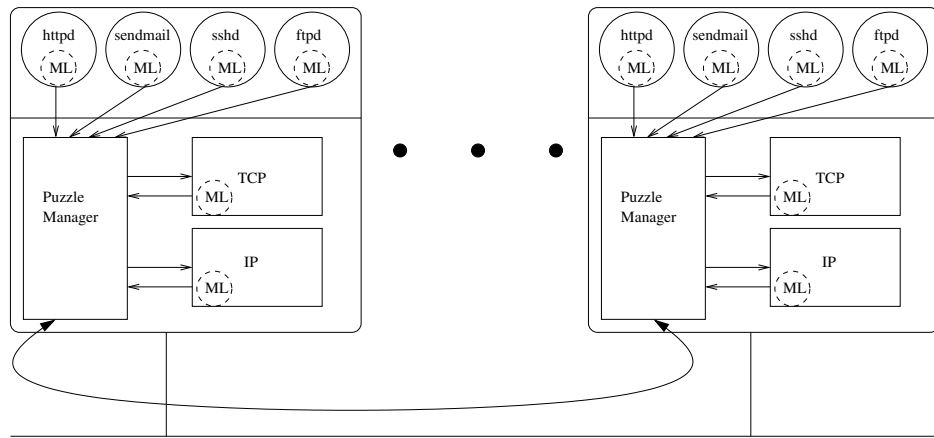 httpd
sendmail
sshd
ftpd
ML
ML
ML
ML
Puzzle
Manager
TCP
ML
IP
ML
httpd
sendmail
sshd
ftpd
ML
ML
ML
ML
Puzzle
Manager
TCP
ML
IP
ML